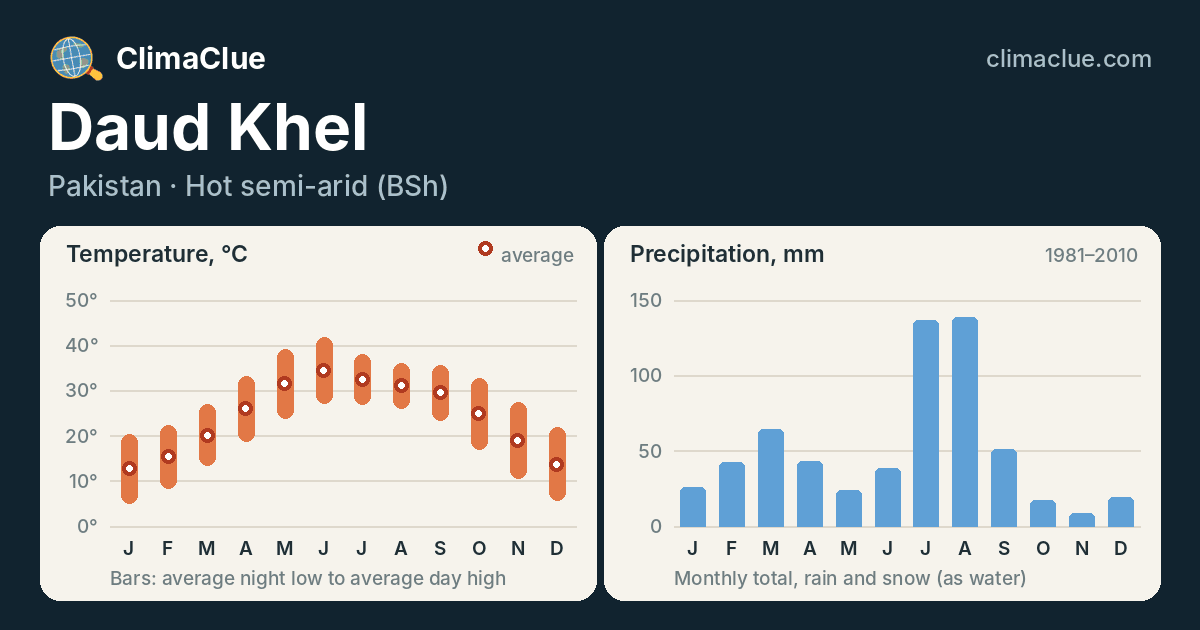 ClimaClue
climaclue.com
Daud Khel
Pakistan · Hot semi-arid (BSh)
Temperature, °C
average
50°
40°
30°
20°
10°
0°
J F M A M J J A S O N D
Bars: average night low to average day high
Precipitation, mm
1981–2010
150
100
50
0
J F M A M J J A S O N D
Monthly total, rain and snow (as water)